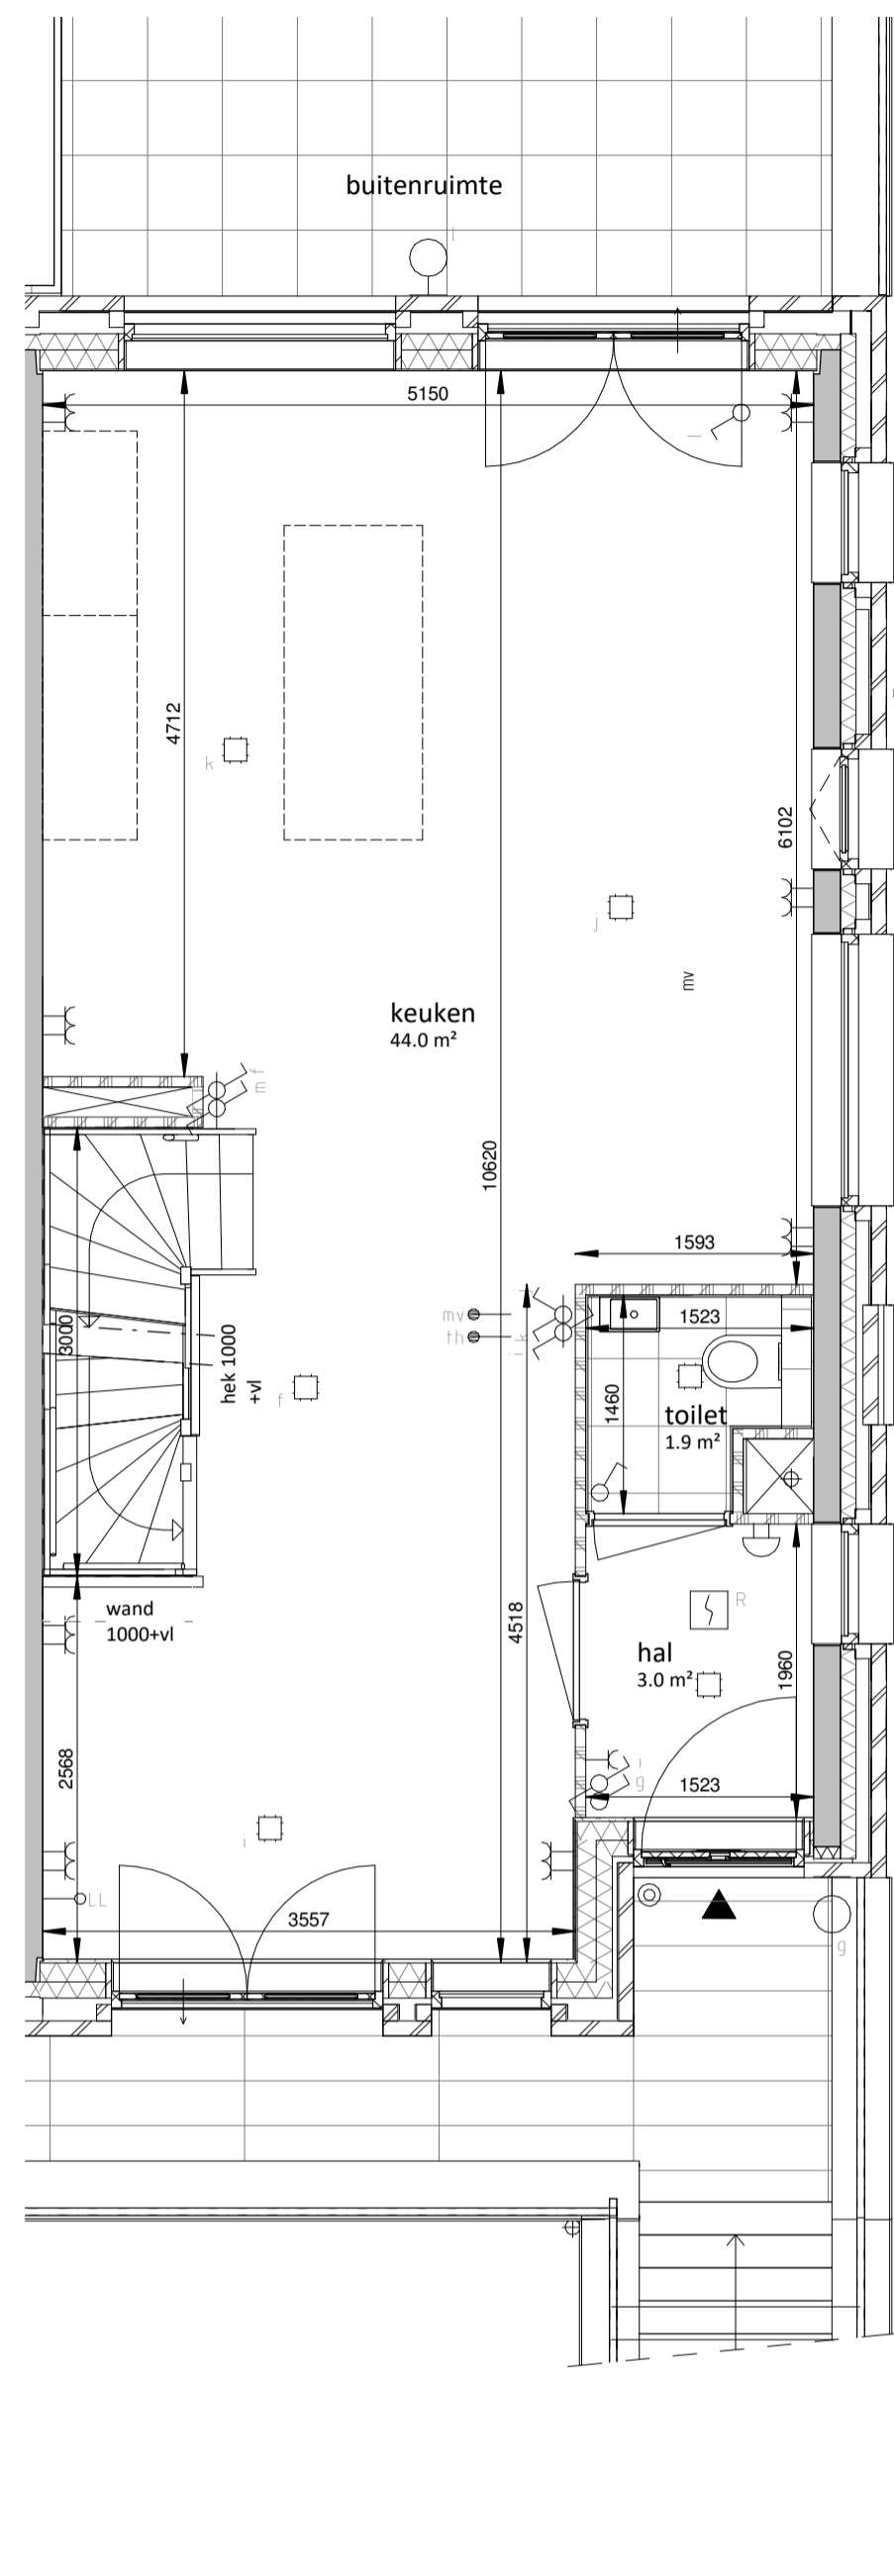 buitenruimte
l
5150
l
4712
k
6102
j
mv
keuken
44.0 m²
f
m
10620
1593
1523
mv
th
j
i k
3000
hek 1000
+vl
f
1460
toilet
1.9 m²
wand
1000+vl
4518
R
hal
3.0 m²
1960
2568
i
g
1523
i
LL
3557
g